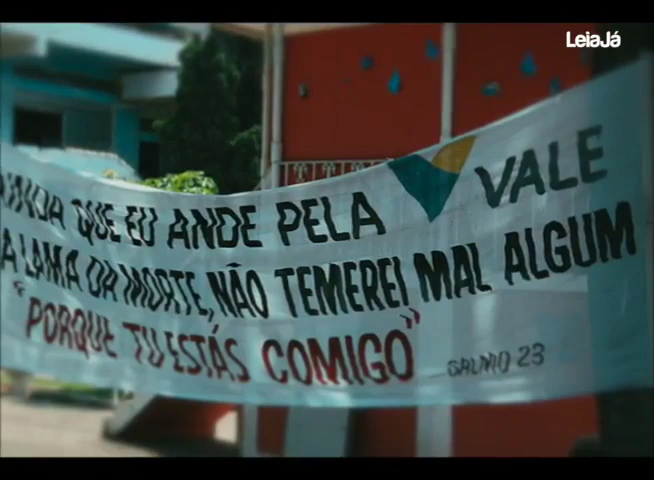 LeiaJá
AINDA QUE EU ANDE PELA VALE
A LAMA DA MORTE, NÃO TEMEREI MAL ALGUM
"PORQUE TU ESTÁS COMIGO" SALMO 23